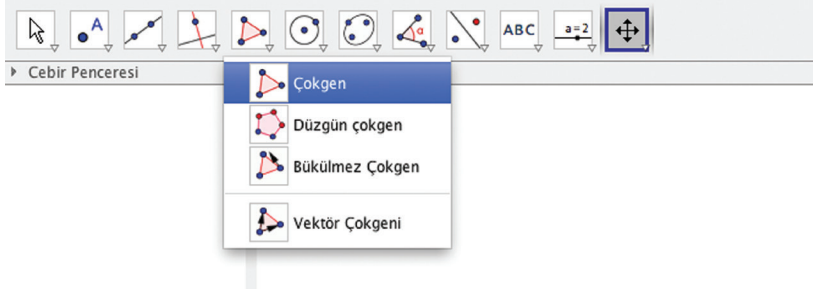 A
α
ABC
a=2
Cebir Penceresi
Çokgen
Düzgün çokgen
Bükülmez Çokgen
Vektör Çokgeni